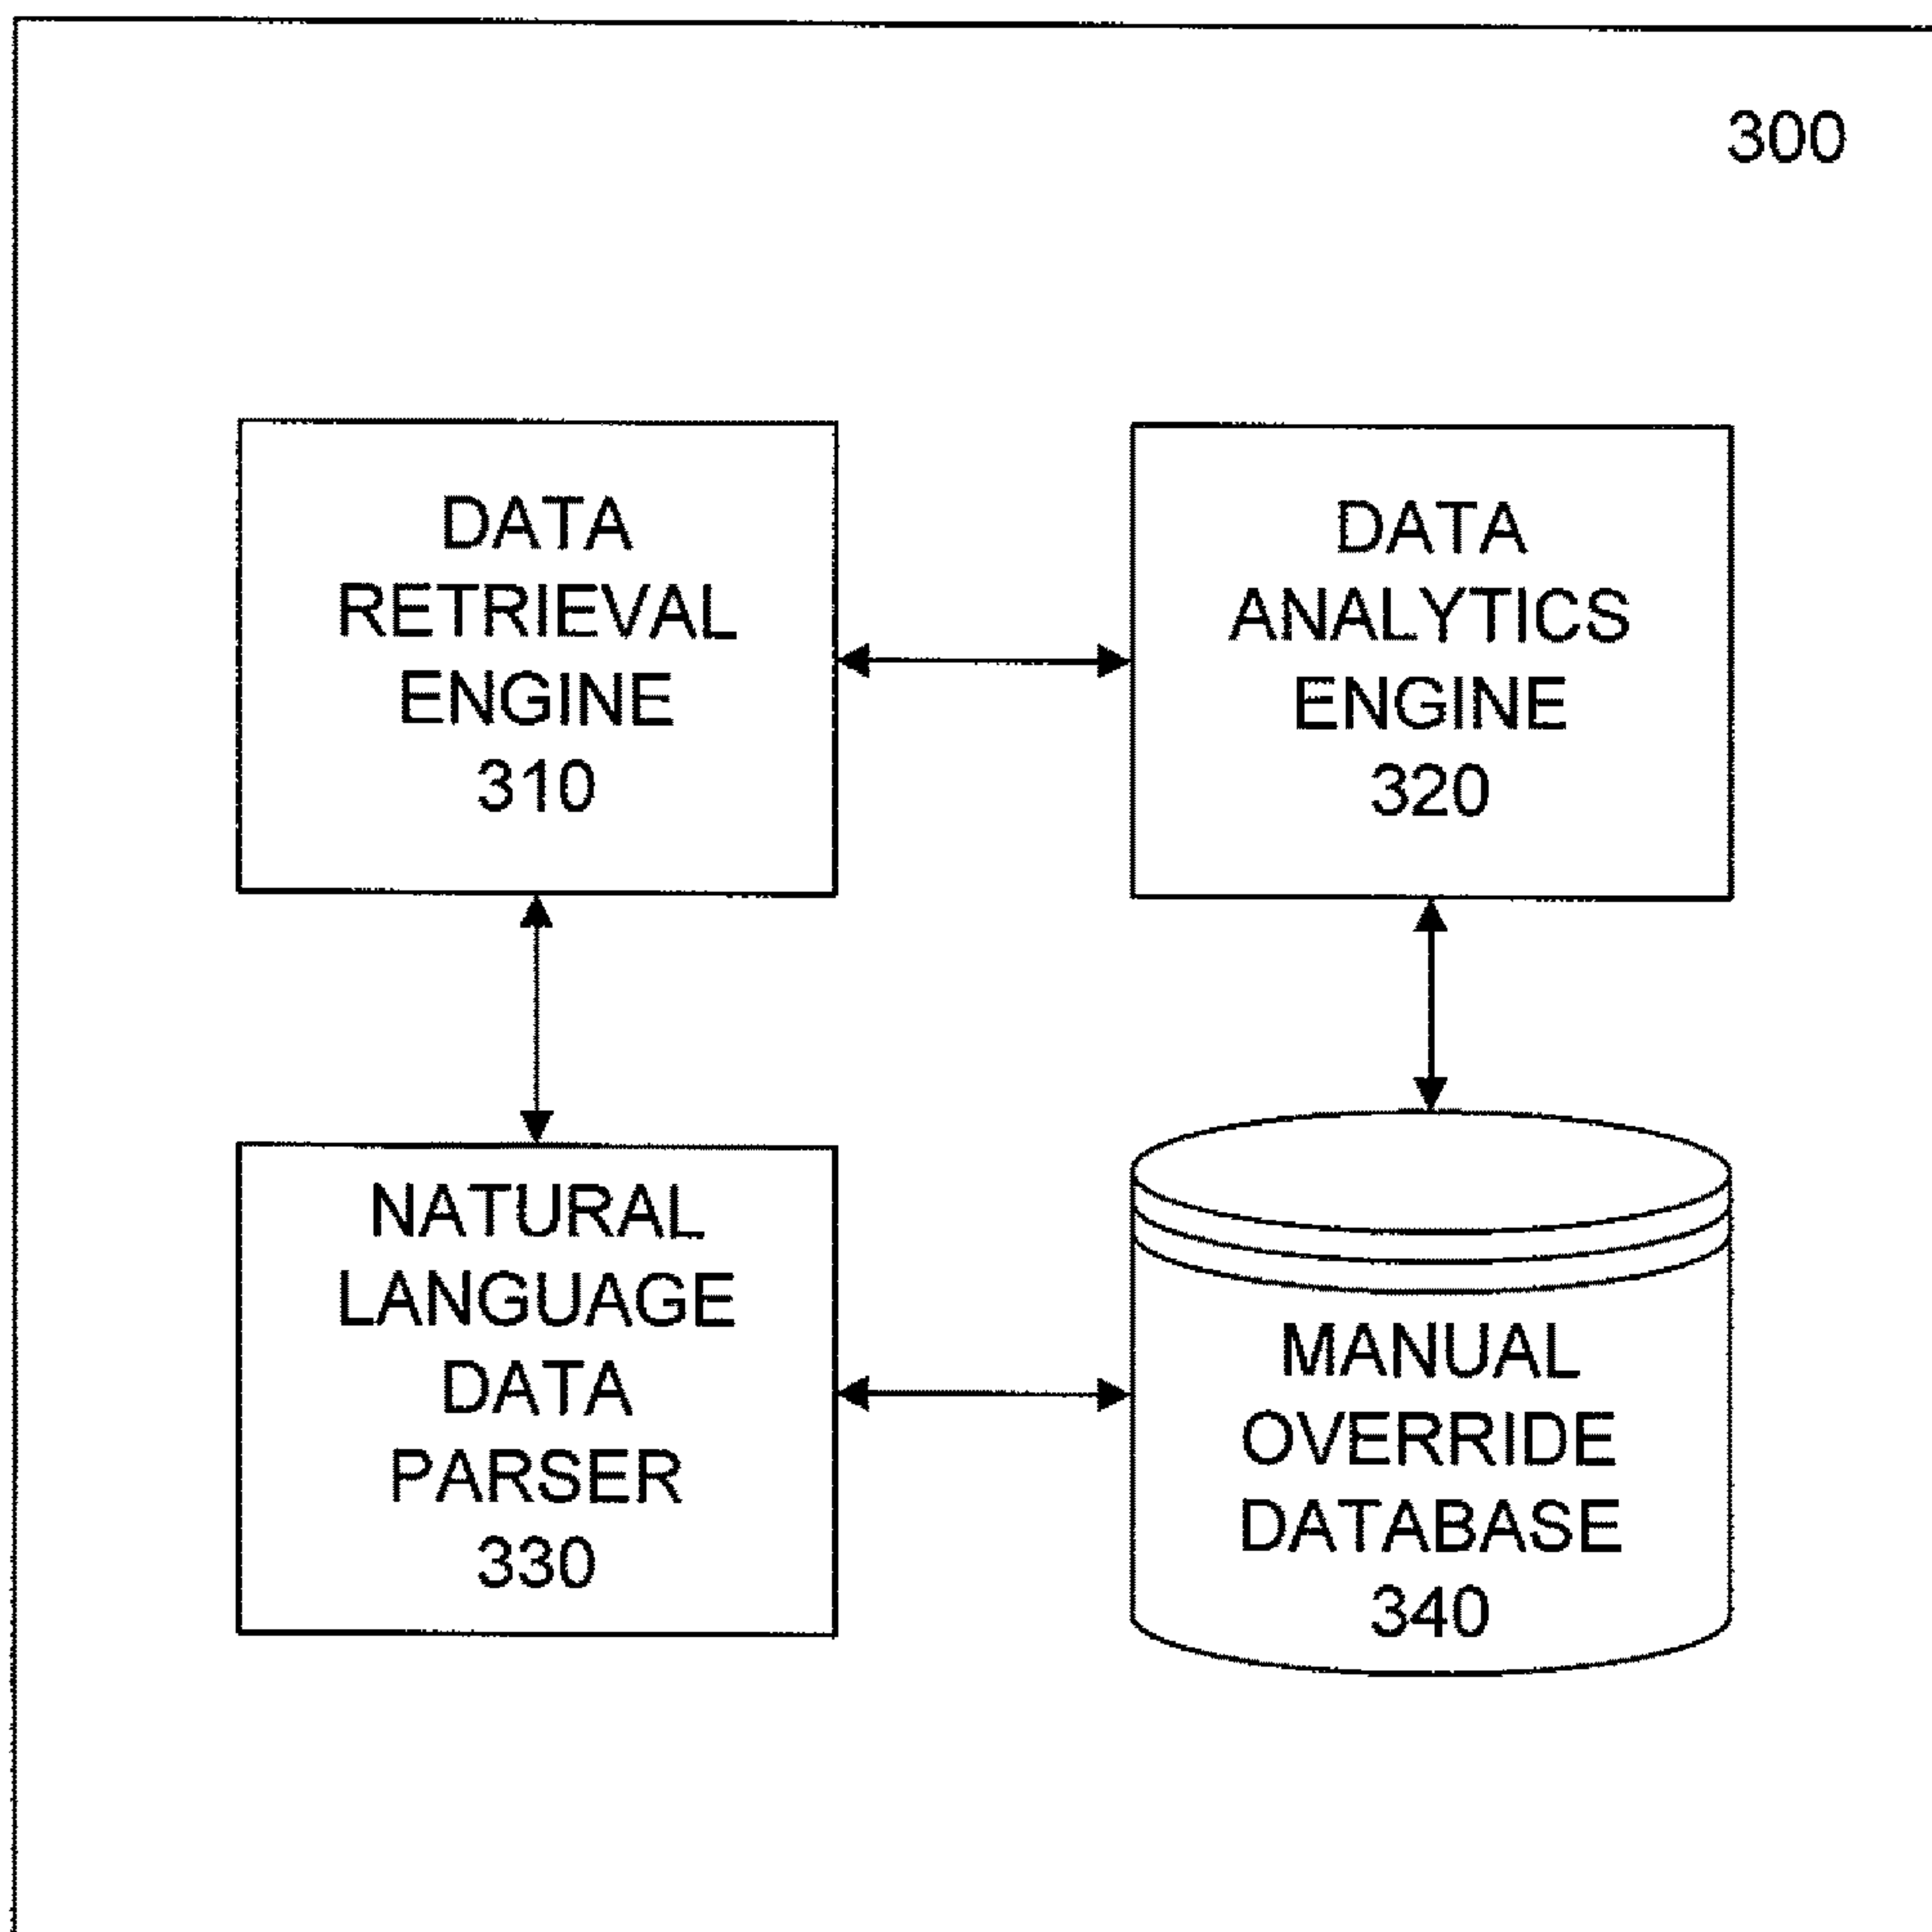 300
DATA
RETRIEVAL
ENGINE
310
DATA
ANALYTICS
ENGINE
320
NATURAL
LANGUAGE
DATA
PARSER
330
MANUAL
OVERRIDE
DATABASE
340